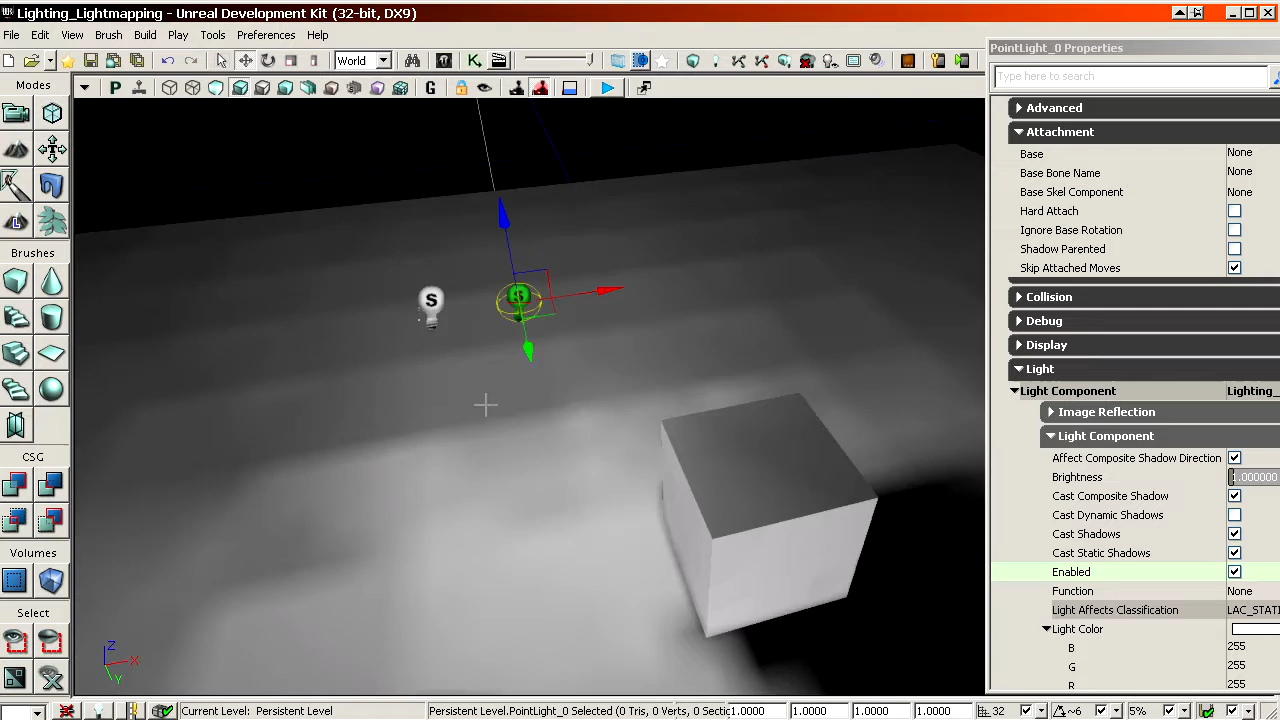 Lighting_Lightmapping - Unreal Development Kit (32-bit, DX9)
File Edit View Brush Build Play Tools Preferences Help
World
PointLight_0 Properties
Type here to search
Modes
Brushes
CSG
Volumes
Select
P
G
K
L
S
S
Z
X
Y
Advanced
Attachment
Base None
Base Bone Name None
Base Skel Component None
Hard Attach
Ignore Base Rotation
Shadow Parented
Skip Attached Moves
Collision
Debug
Display
Light
Light Component Lighting_
Image Reflection
Light Component
Affect Composite Shadow Direction
Brightness 1.000000
Cast Composite Shadow
Cast Dynamic Shadows
Cast Shadows
Cast Static Shadows
Enabled
Function None
Light Affects Classification LAC_STATI
Light Color
B 255
G 255
R 255
Current Level: Persistent Level
Persistent Level.PointLight_0 Selected (0 Tris, 0 Verts, 0 Sectio
1.0000 1.0000 1.0000 1.0000 32 ~6 5%